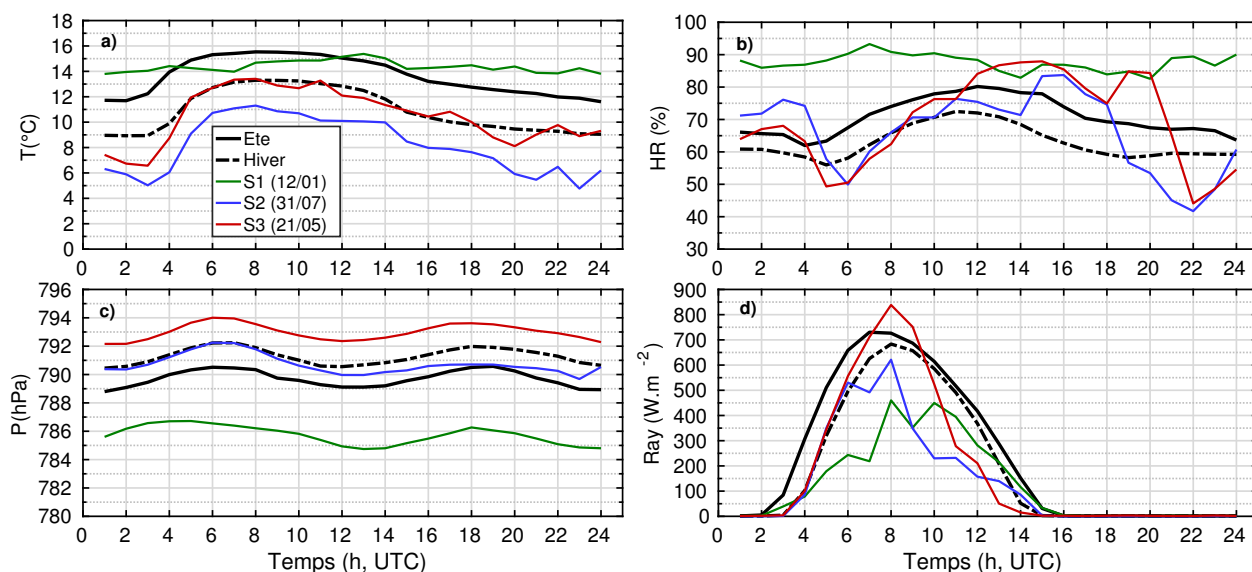 18
16
14
12
10
8
6
4
2
0
T(°C)
a)
Ete
Hiver
S1 (12/01)
S2 (31/07)
S3 (21/05)
0 2 4 6 8 10 12 14 16 18 20 22 24
100
90
80
70
60
50
40
30
HR (%)
b)
0 2 4 6 8 10 12 14 16 18 20 22 24
796
794
792
790
788
786
784
782
780
P(hPa)
c)
0 2 4 6 8 10 12 14 16 18 20 22 24
Temps (h, UTC)
900
800
700
600
500
400
300
200
100
0
Ray (W.m⁻²)
d)
0 2 4 6 8 10 12 14 16 18 20 22 24
Temps (h, UTC)